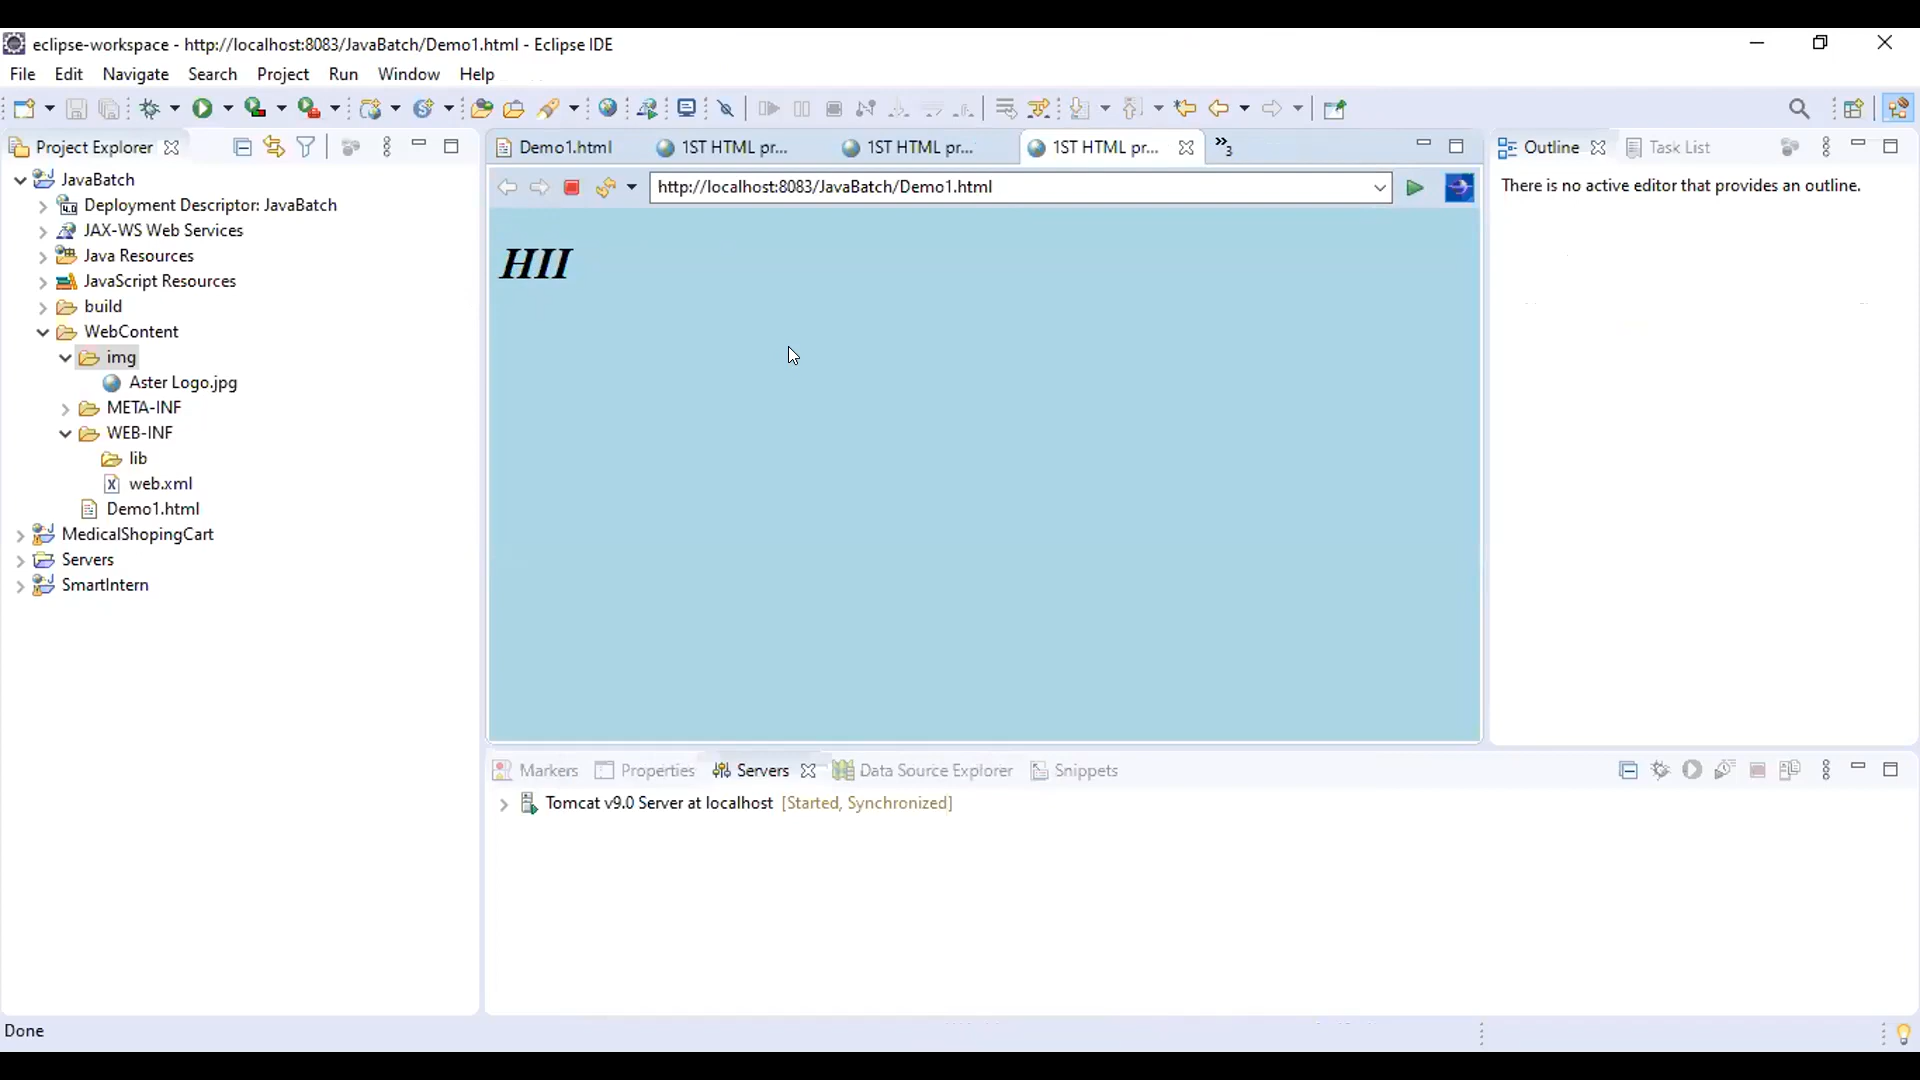 eclipse-workspace - http://localhost:8083/JavaBatch/Demo1.html - Eclipse IDE
File Edit Navigate Search Project Run Window Help
Project Explorer
Demo1.html
1ST HTML pr...
1ST HTML pr...
1ST HTML pr...
3
Outline
Task List
http://localhost:8083/JavaBatch/Demo1.html
There is no active editor that provides an outline.
JavaBatch
Deployment Descriptor: JavaBatch
JAX-WS Web Services
Java Resources
JavaScript Resources
build
WebContent
img
Aster Logo.jpg
META-INF
WEB-INF
lib
web.xml
Demo1.html
MedicalShopingCart
Servers
SmartIntern
HII
Markers
Properties
Servers
Data Source Explorer
Snippets
Tomcat v9.0 Server at localhost [Started, Synchronized]
Done